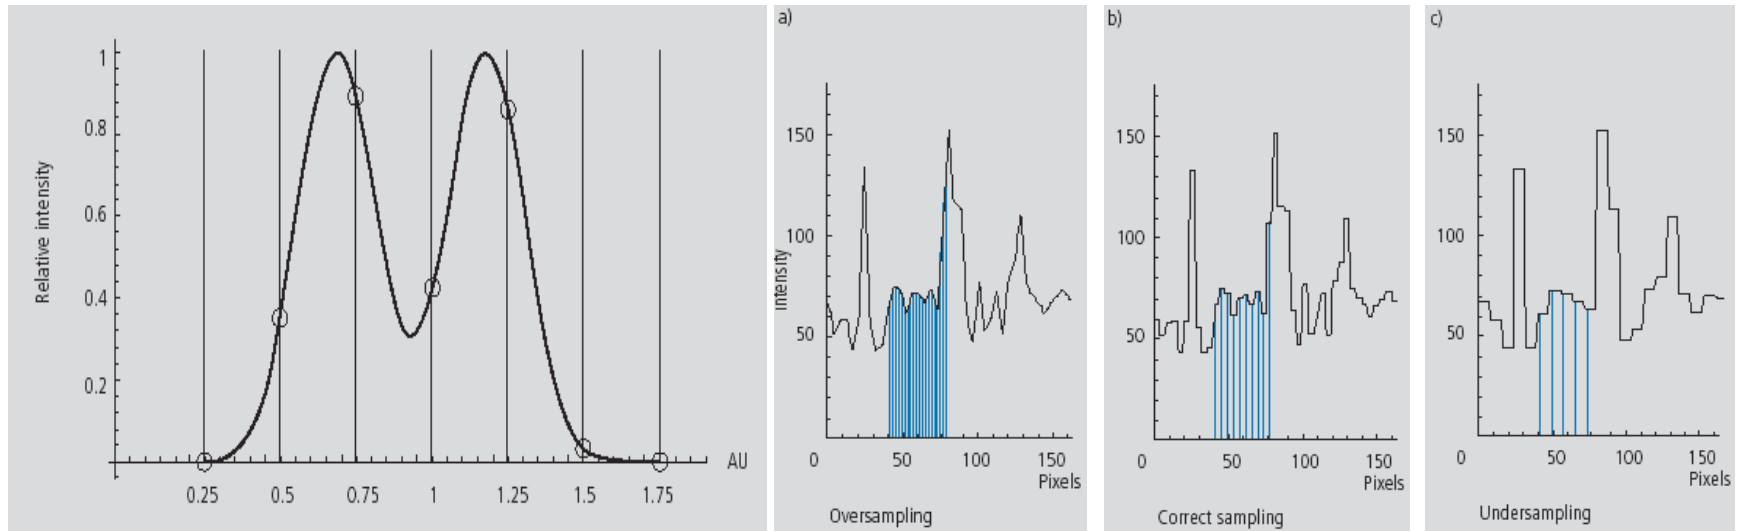 Relative intensity
1
0.8
0.6
0.4
0.2
0.25 0.5 0.75 1 1.25 1.5 1.75
AU
a)
Intensity
150
100
50
0 50 100 150
Pixels
Oversampling
b)
150
100
50
0 50 100 150
Pixels
Correct sampling
c)
150
100
50
0 50 100 150
Pixels
Undersampling